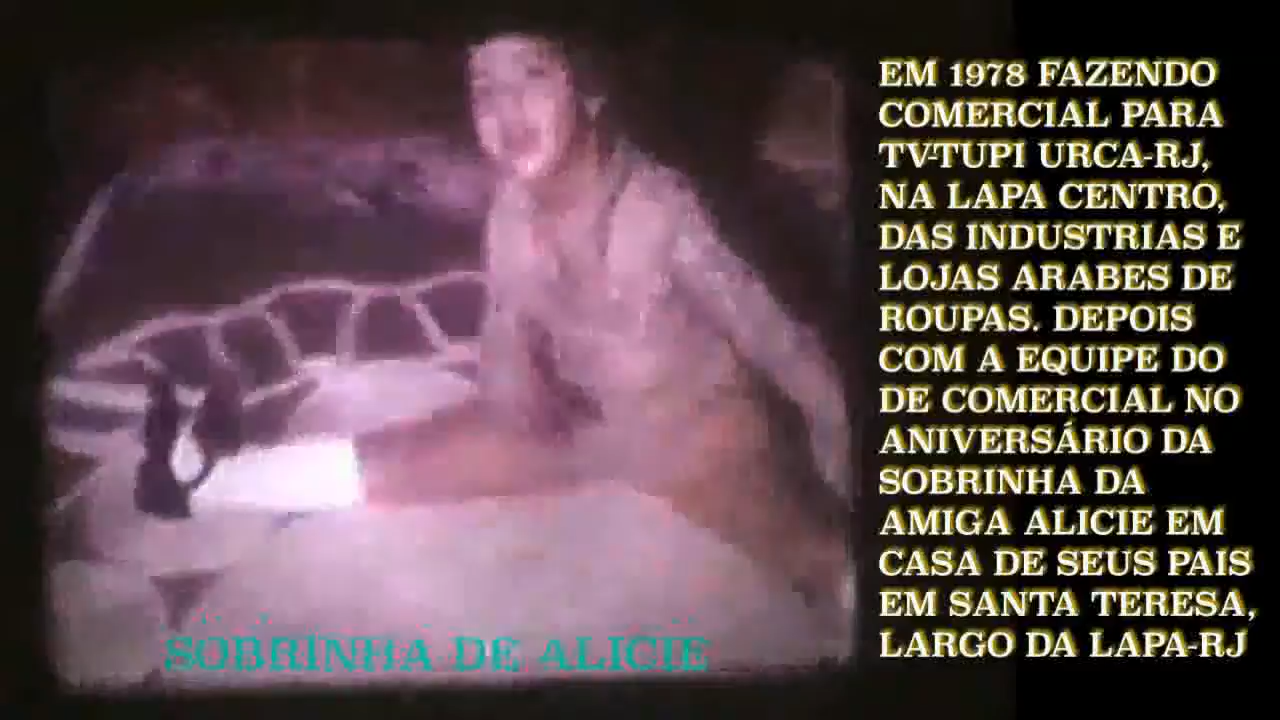 EM 1978 FAZENDO
COMERCIAL PARA
TV-TUPI URCA-RJ,
NA LAPA CENTRO,
DAS INDUSTRIAS E
LOJAS ARABES DE
ROUPAS. DEPOIS
COM A EQUIPE DO
DE COMERCIAL NO
ANIVERSÁRIO DA
SOBRINHA DA
AMIGA ALICIE EM
CASA DE SEUS PAIS
EM SANTA TERESA,
LARGO DA LAPA-RJ
SOBRINHA DE ALICIE